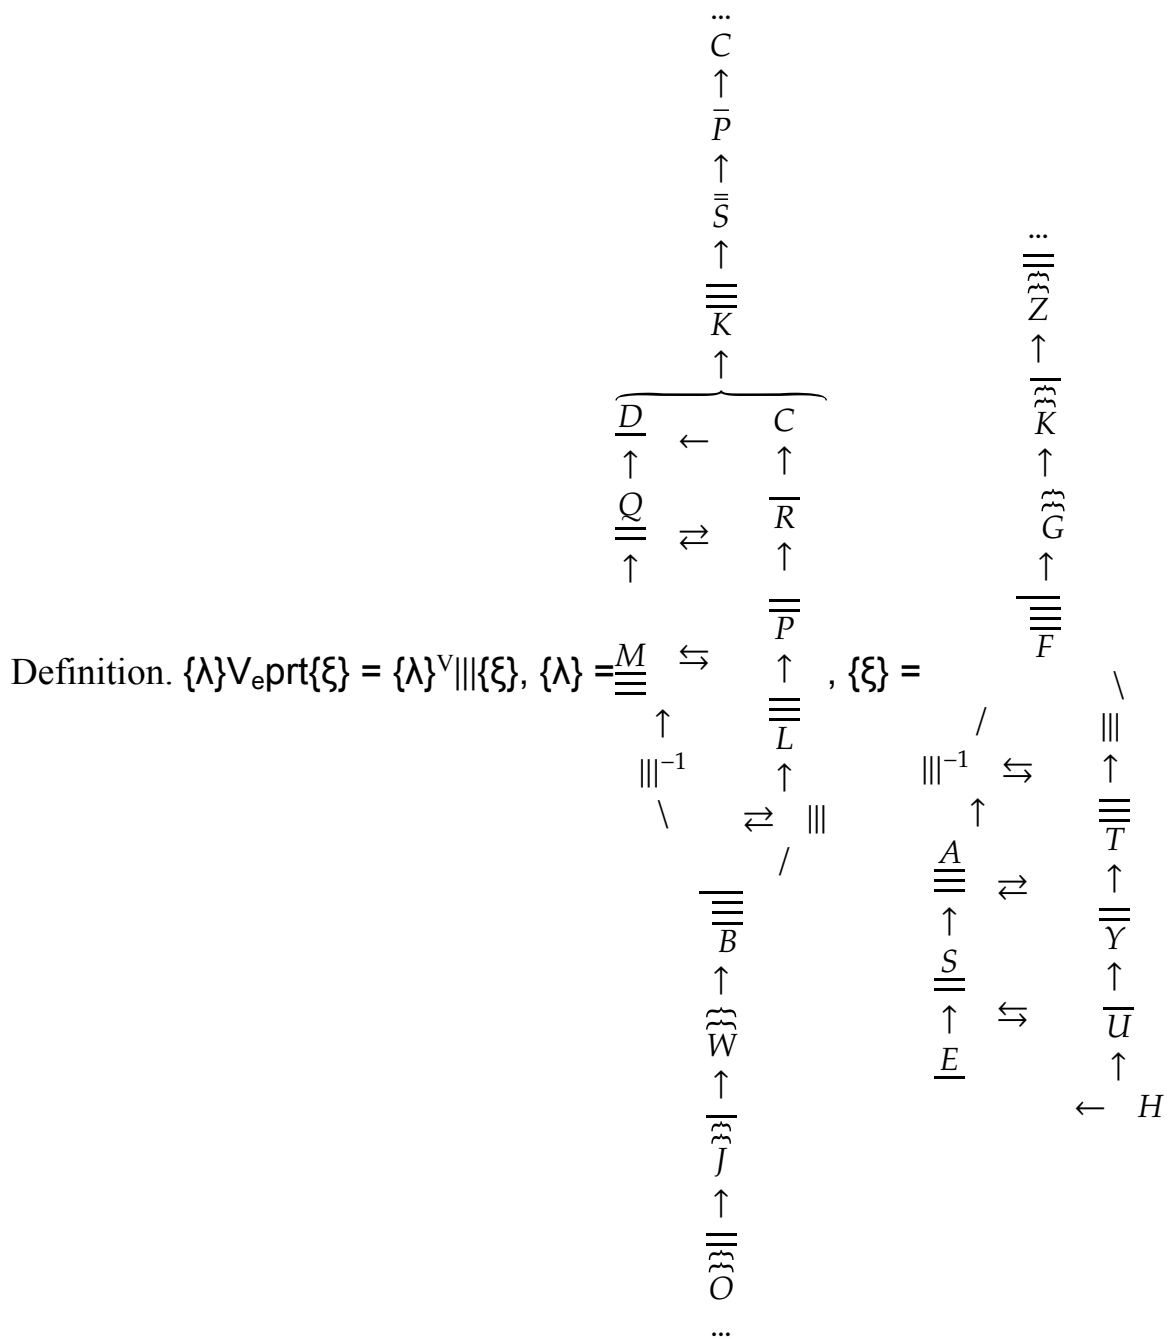 Definition. {λ}Vₑprt{ξ} = {λ}ⱽ|||{ξ}, {λ} =
...
C
↑
P̅
↑
S̿
↑
K
↑
D ← C
↑ ↑
Q ⇄ R̅
↑ ↑
M ⇆ P
↑ ↑
|||⁻¹ L
\ ↑
⇄ |||
/
B
↑
W
↑
J
↑
O
...
, {ξ} =
...
Z
↑
K
↑
G
↑
F
/ \
|||⁻¹ ⇆ |||
↑ ↑
A ⇄ T
↑ ↑
S ⇆ Y
↑ ↑
E U̅
↑
← H